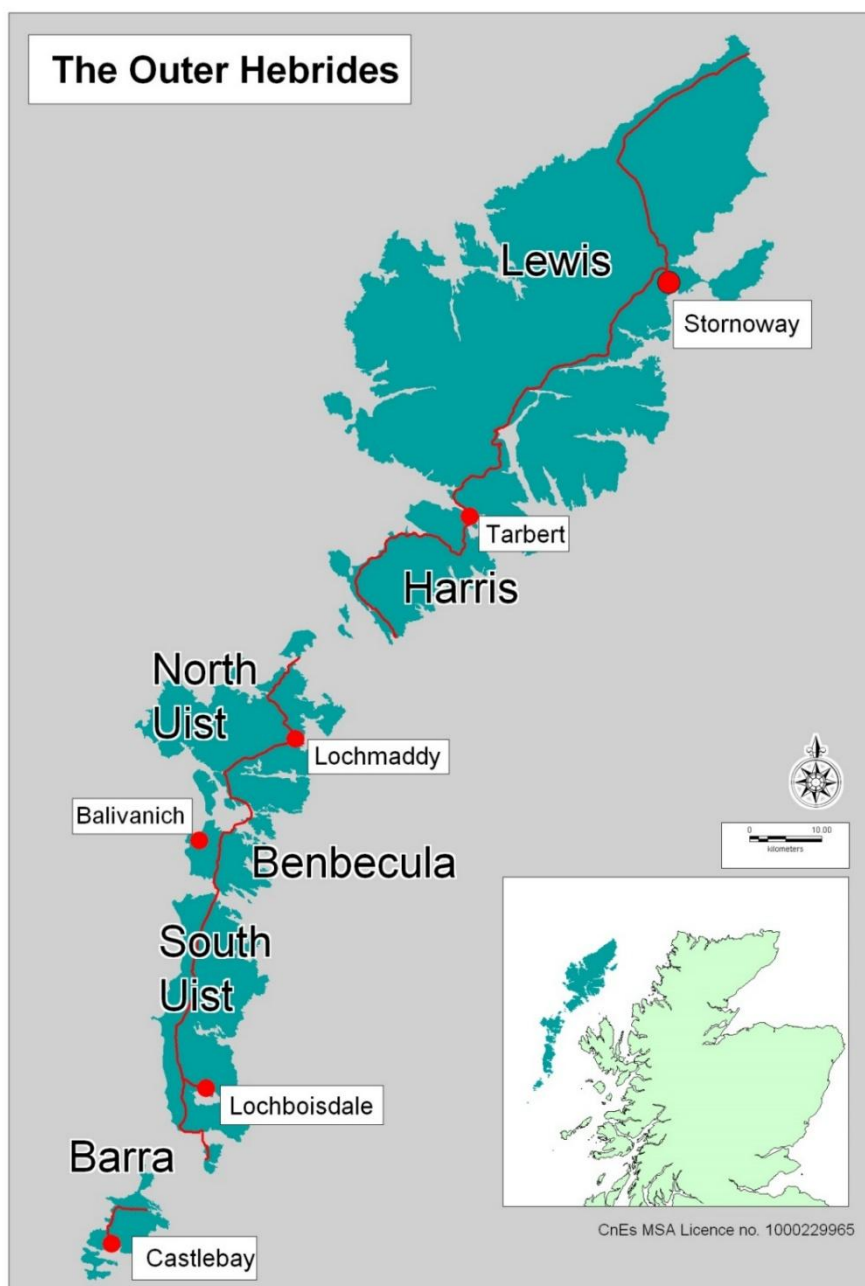 The Outer Hebrides
Lewis
Stornoway
Tarbert
Harris
North
Uist
Lochmaddy
Balivanich
Benbecula
0 10.00
kilometers
South
Uist
Lochboisdale
Barra
Castlebay
CnEs MSA Licence no. 1000229965